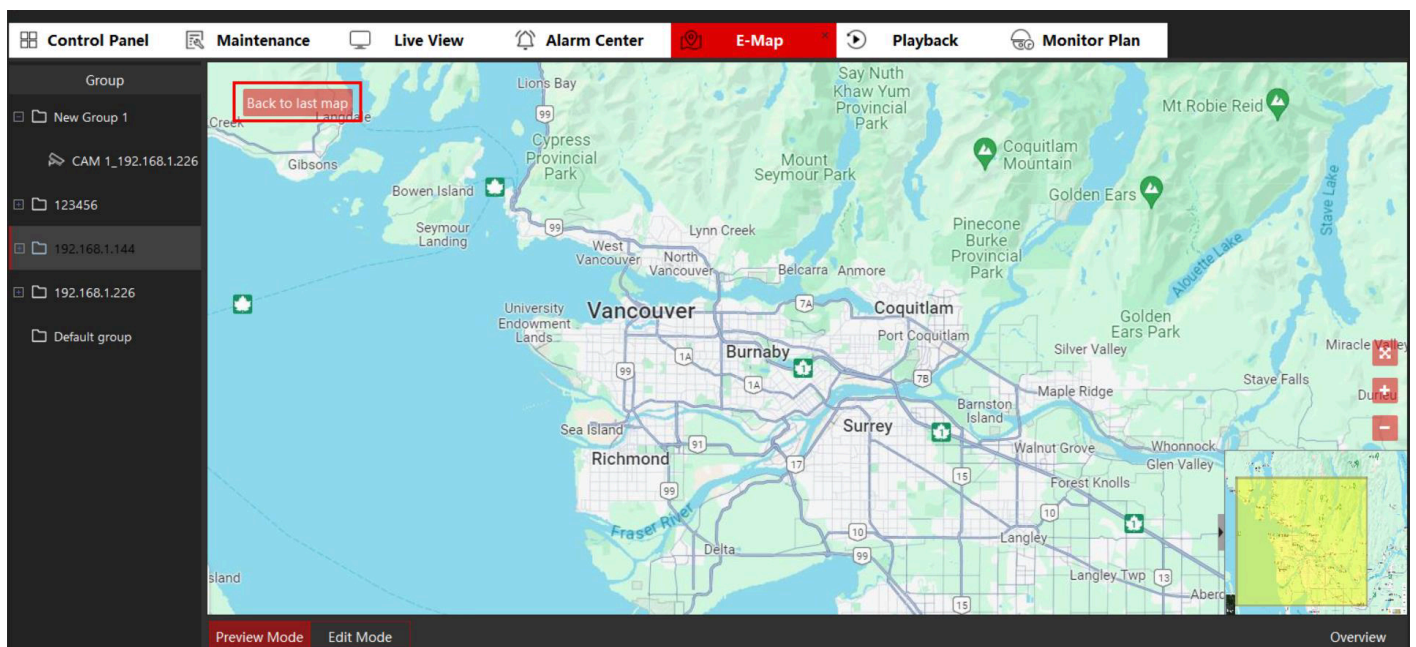 Control Panel
Maintenance
Live View
Alarm Center
E-Map
×
Playback
Monitor Plan
Group
New Group 1
CAM 1_192.168.1.226
123456
192.168.1.144
192.168.1.226
Default group
Back to last map
Creek
Langdale
Gibsons
Lions Bay
99
Cypress
Provincial
Park
Bowen Island
Seymour
Landing
99
West
Vancouver
North
Vancouver
Lynn Creek
Mount
Seymour Park
Say Nuth
Khaw Yum
Provincial
Park
Coquitlam
Mountain
Mt Robie Reid
Golden Ears
Pinecone
Burke
Provincial
Park
Stave Lake
Alouette Lake
Belcarra
Anmore
University
Endowment
Lands
Vancouver
7A
Coquitlam
Port Coquitlam
Golden
Ears Park
Silver Valley
Miracle Valley
1A
Burnaby
1
99
1A
7B
Maple Ridge
Stave Falls
Durieu
Barnston
Island
Sea Island
Surrey
1
91
Richmond
17
Walnut Grove
Whonnock
Glen Valley
15
Forest Knolls
99
Fraser River
10
10
1
Langley
Delta
99
Langley Twp
13
Aberd
sland
15
Preview Mode
Edit Mode
Overview